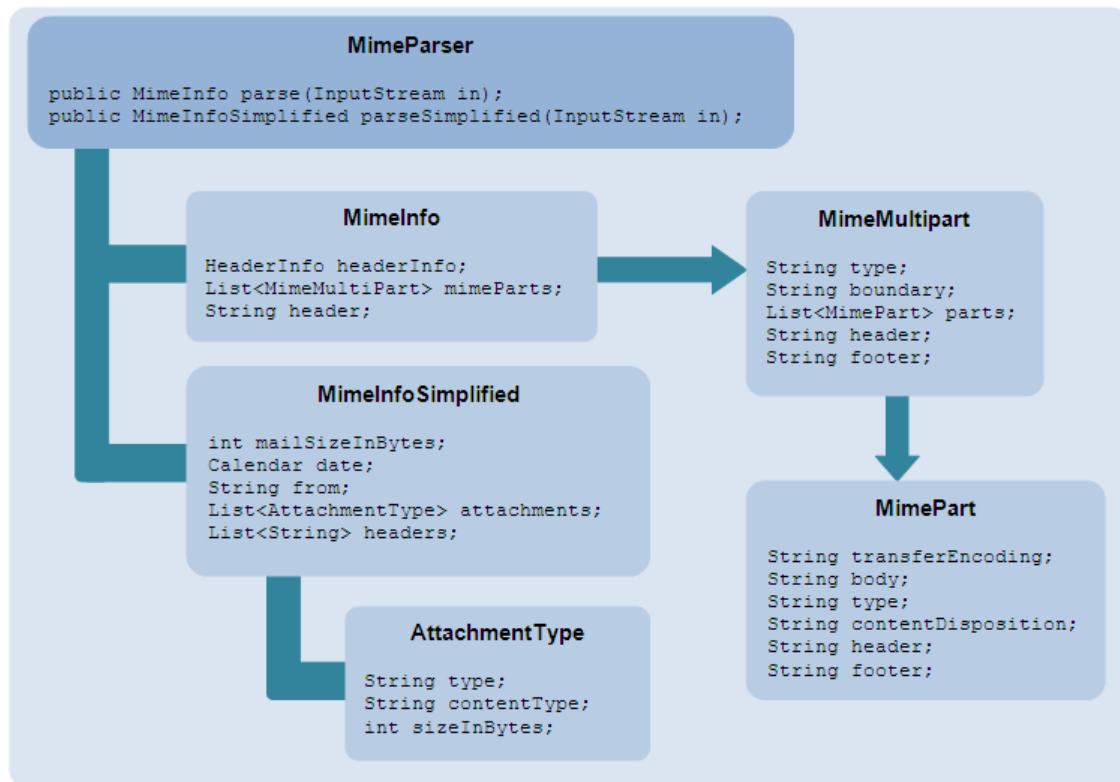 MimeParser
public MimeInfo parse(InputStream in);
public MimeInfoSimplified parseSimplified(InputStream in);
MimeInfo
HeaderInfo headerInfo;
List<MimeMultiPart> mimeParts;
String header;
MimeMultipart
String type;
String boundary;
List<MimePart> parts;
String header;
String footer;
MimeInfoSimplified
int mailSizeInBytes;
Calendar date;
String from;
List<AttachmentType> attachments;
List<String> headers;
MimePart
String transferEncoding;
String body;
String type;
String contentDisposition;
String header;
String footer;
AttachmentType
String type;
String contentType;
int sizeInBytes;